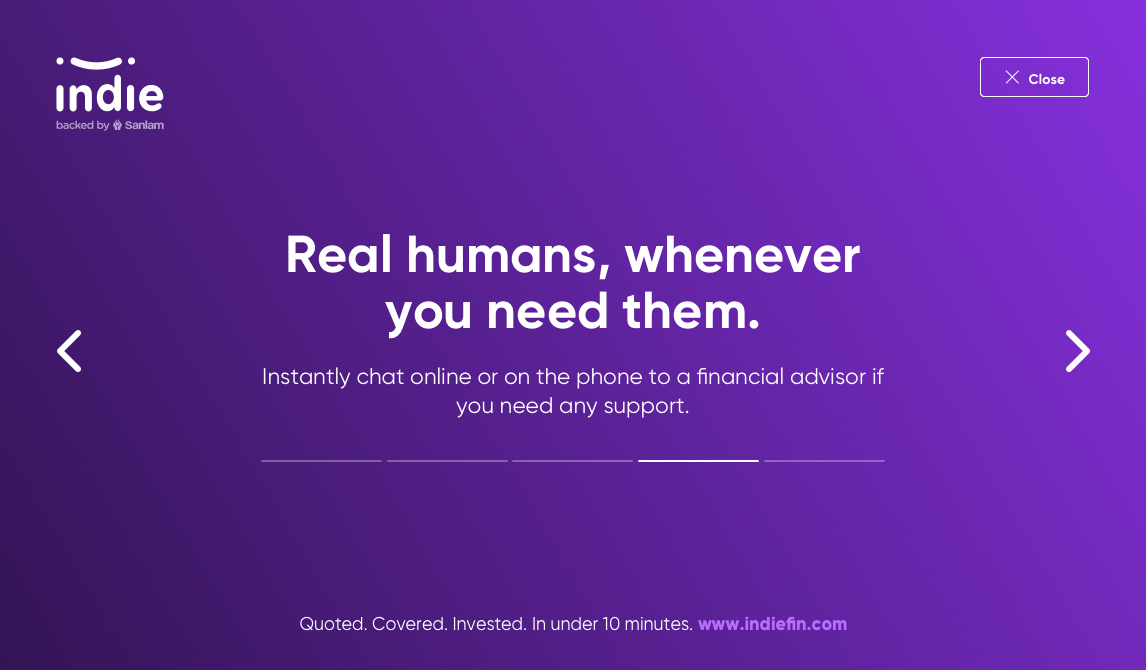 indie
backed by Sanlam
Close
Real humans, whenever
you need them.
Instantly chat online or on the phone to a financial advisor if
you need any support.
Quoted. Covered. Invested. In under 10 minutes. www.indiefin.com